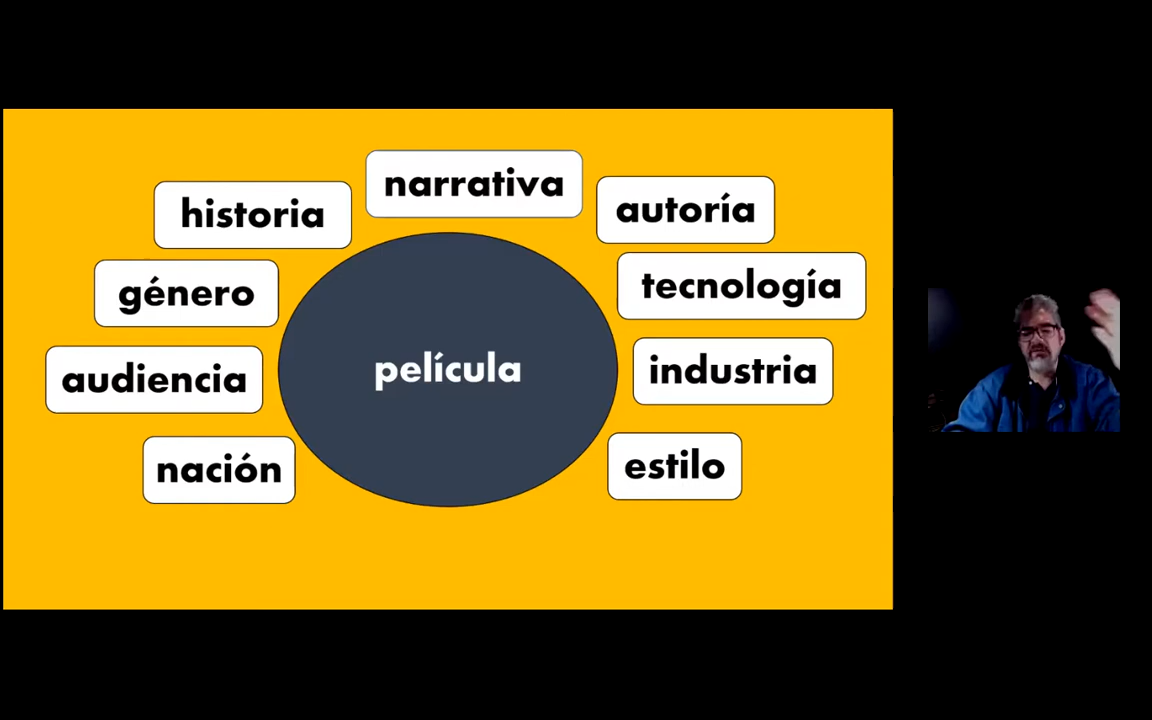 narrativa
historia
autoría
género
tecnología
película
audiencia
industria
nación
estilo